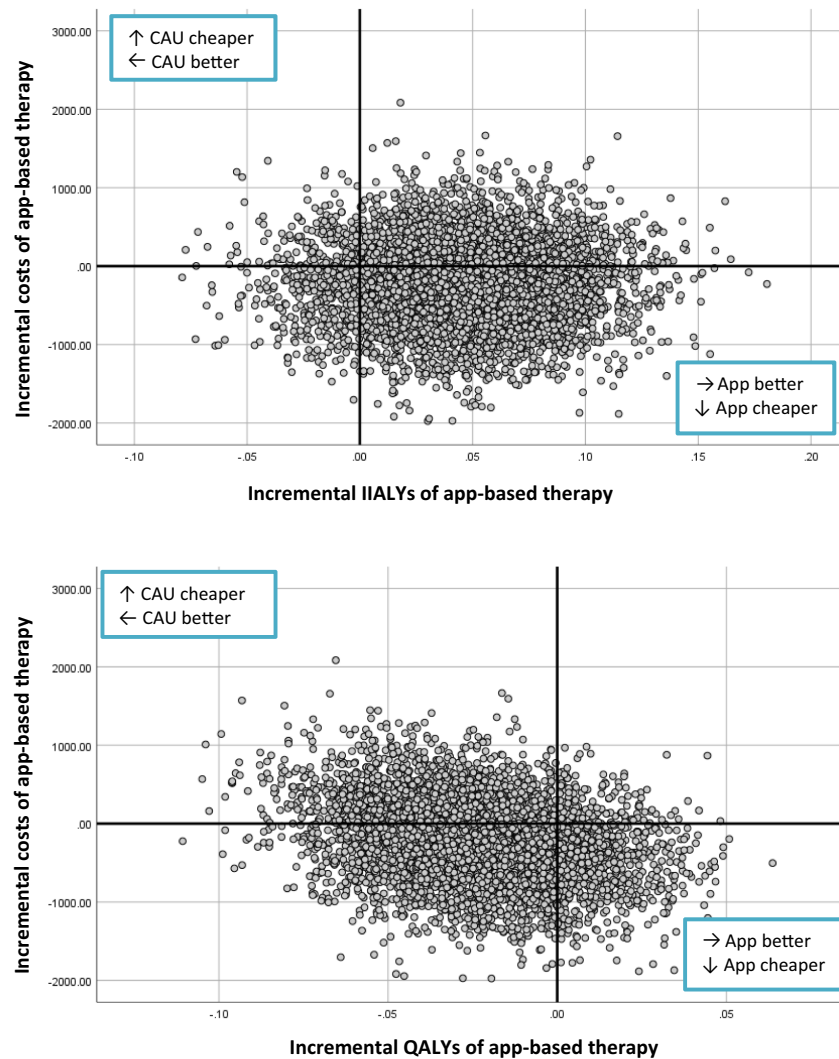 ↑ CAU cheaper
← CAU better
3000.00
2000.00
1000.00
.00
-1000.00
-2000.00
Incremental costs of app-based therapy
→ App better
↓ App cheaper
-.10 -.05 .00 .05 .10 .15 .20
Incremental IIALYs of app-based therapy
↑ CAU cheaper
← CAU better
3000.00
2000.00
1000.00
.00
-1000.00
-2000.00
Incremental costs of app-based therapy
→ App better
↓ App cheaper
-.10 -.05 .00 .05
Incremental QALYs of app-based therapy